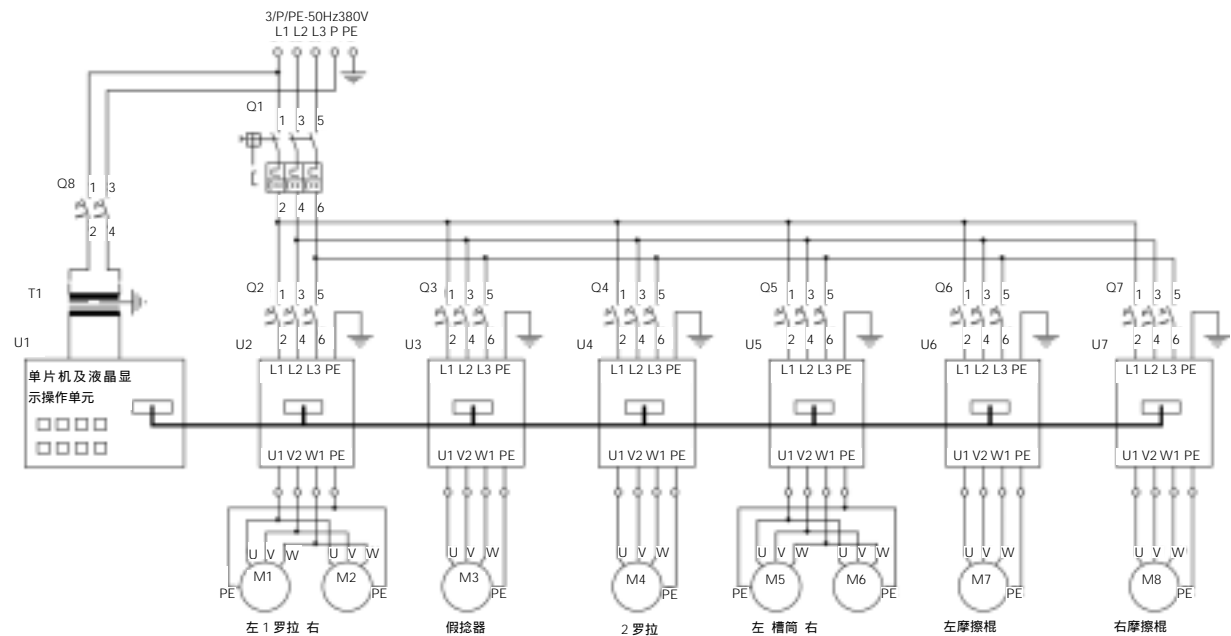 3/P/PE-50Hz380V
L1 L2 L3 P PE
Q1
1 3 5
Q8 1 3
2 4 6
2 4
Q2 1 3 5
Q3 1 3 5
Q4 1 3 5
Q5 1 3 5
Q6 1 3 5
Q7 1 3 5
T1
U1
U2 2 4 6
U3 2 4 6
U4 2 4 6
U5 2 4 6
U6 2 4 6
U7 2 4 6
单片机及液晶显
示操作单元
L1 L2 L3 PE
L1 L2 L3 PE
L1 L2 L3 PE
L1 L2 L3 PE
L1 L2 L3 PE
L1 L2 L3 PE
U1 V2 W1 PE
U1 V2 W1 PE
U1 V2 W1 PE
U1 V2 W1 PE
U1 V2 W1 PE
U1 V2 W1 PE
U V W
U V W
U V W
U V W
U V W
U V W
U V W
U V W
PE M1
M2 PE
M3 PE
M4 PE
PE M5
M6 PE
M7 PE
M8 PE
左 1 罗拉 右
假捻器
2 罗拉
左 槽筒 右
左摩擦棍
右摩擦棍